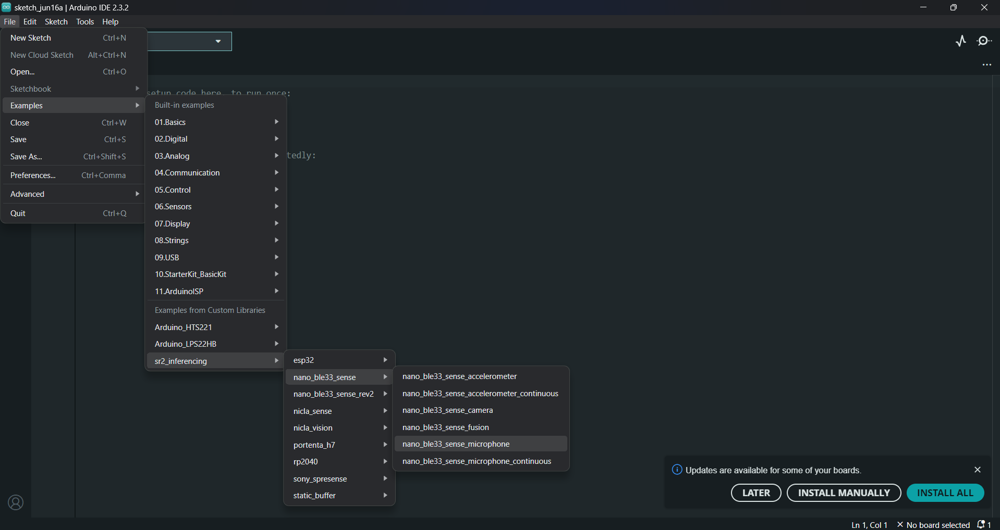 sketch_jun16a | Arduino IDE 2.3.2
File Edit Sketch Tools Help
New Sketch Ctrl+N
New Cloud Sketch Alt+Ctrl+N
Open... Ctrl+O
Sketchbook
Examples
Close Ctrl+W
Save Ctrl+S
Save As... Ctrl+Shift+S
Preferences... Ctrl+Comma
Advanced
Quit Ctrl+Q
setup code here, to run once:
tedly:
Built-in examples
01.Basics
02.Digital
03.Analog
04.Communication
05.Control
06.Sensors
07.Display
08.Strings
09.USB
10.StarterKit_BasicKit
11.ArduinoISP
Examples from Custom Libraries
Arduino_HTS221
Arduino_LPS22HB
sr2_inferencing
esp32
nano_ble33_sense
nano_ble33_sense_rev2
nicla_sense
nicla_vision
portenta_h7
rp2040
sony_spresense
static_buffer
nano_ble33_sense_accelerometer
nano_ble33_sense_accelerometer_continuous
nano_ble33_sense_camera
nano_ble33_sense_fusion
nano_ble33_sense_microphone
nano_ble33_sense_microphone_continuous
Updates are available for some of your boards.
LATER INSTALL MANUALLY INSTALL ALL
Ln 1, Col 1 No board selected 1